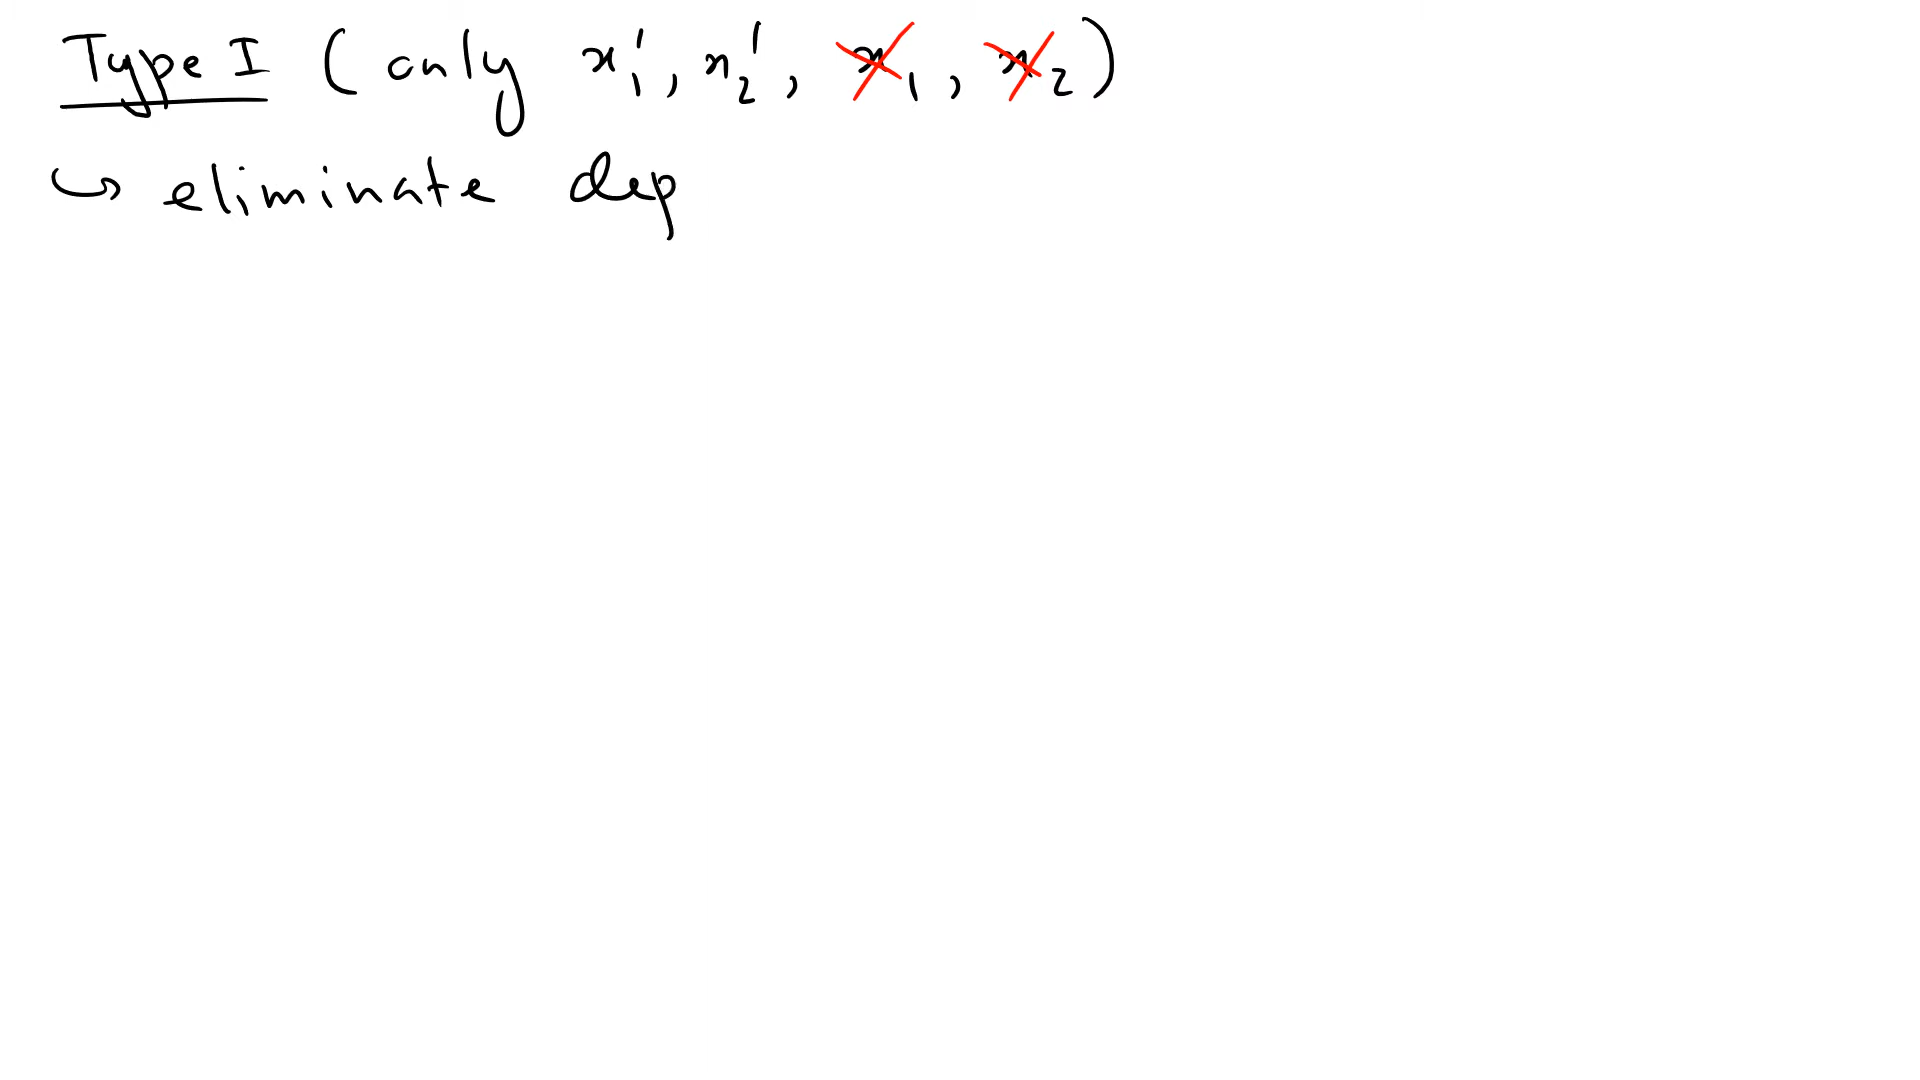 Type I (only x₁', x₂', x₁, x₂)
↪ eliminate dep